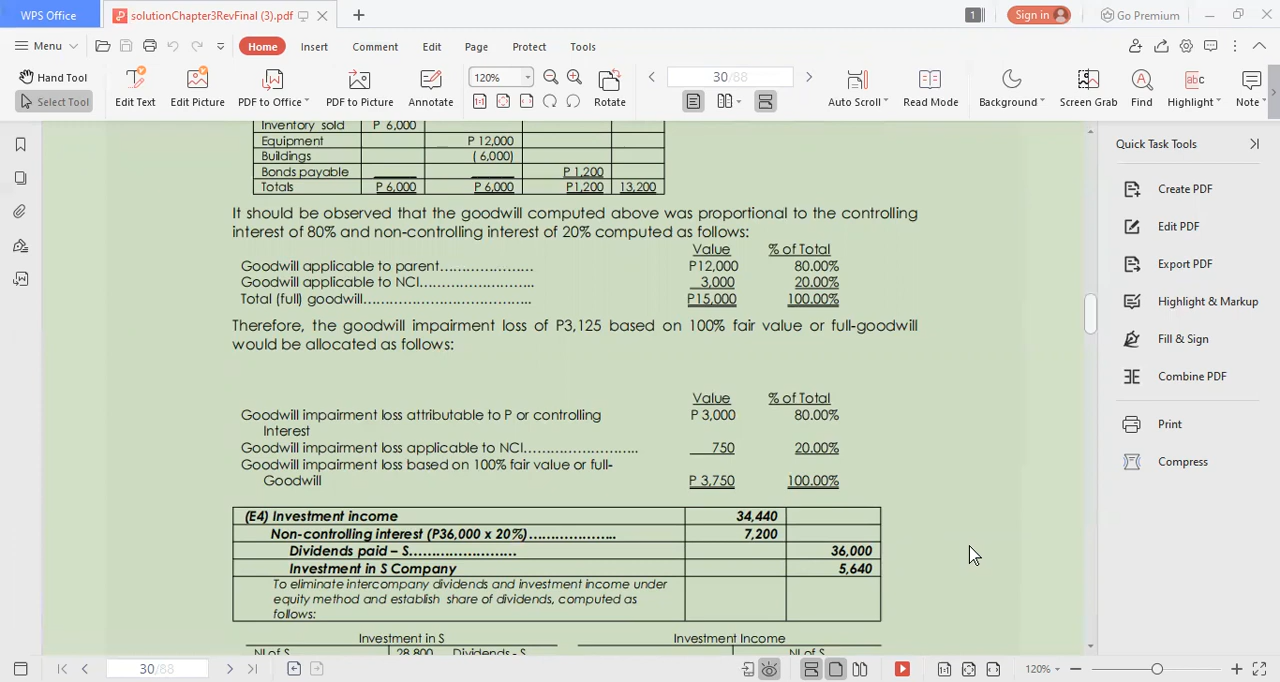 WPS Office
solutionChapter3RevFinal (3).pdf
1
Sign in
Go Premium
Menu
Home
Insert
Comment
Edit
Page
Protect
Tools
Hand Tool
Select Tool
Edit Text
Edit Picture
PDF to Office
PDF to Picture
Annotate
120%
Rotate
30/88
Auto Scroll
Read Mode
Background
Screen Grab
Find
Highlight
Note
Inventory sold P 6,000
Equipment P 12,000
Buildings ( 6,000)
Bonds payable P 1,200
Totals P 6,000 P 6,000 P1,200 13,200
It should be observed that the goodwill computed above was proportional to the controlling
interest of 80% and non-controlling interest of 20% computed as follows:
Value % of Total
Goodwill applicable to parent………………… P12,000 80.00%
Goodwill applicable to NCI…………………….. 3,000 20.00%
Total (full) goodwill…………………………….. P15,000 100.00%
Therefore, the goodwill impairment loss of P3,125 based on 100% fair value or full-goodwill
would be allocated as follows:
Value % of Total
Goodwill impairment loss attributable to P or controlling P 3,000 80.00%
Interest
Goodwill impairment loss applicable to NCI…………………….. 750 20.00%
Goodwill impairment loss based on 100% fair value or full-
Goodwill P 3,750 100.00%
(E4) Investment income 34,440
Non-controlling interest (P36,000 x 20%)……………….. 7,200
Dividends paid – S………………… 36,000
Investment in S Company 5,640
To eliminate intercompany dividends and investment income under
equity method and establish share of dividends, computed as
follows:
Investment in S Investment Income
NI of S 28,800 Dividends - S NI of S
Quick Task Tools
Create PDF
Edit PDF
Export PDF
Highlight & Markup
Fill & Sign
Combine PDF
Print
Compress
30/88
120%